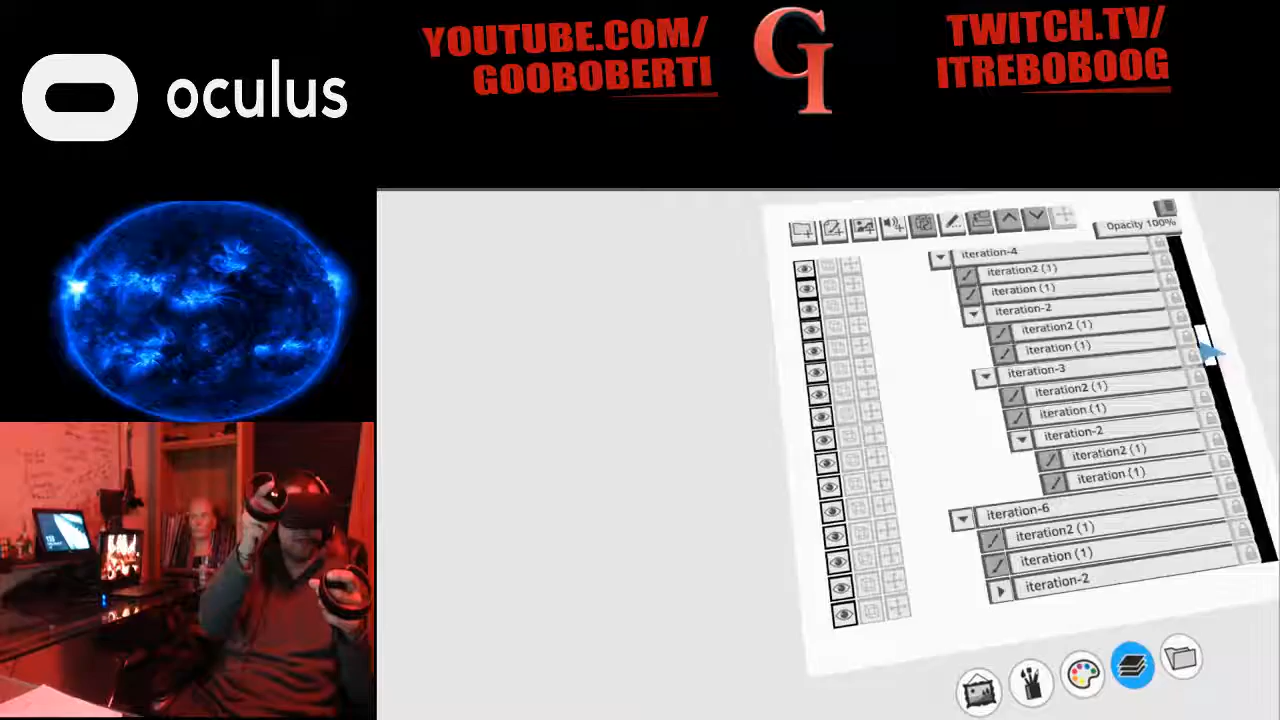 oculus
YOUTUBE.COM/
GOOBOBERTI
GI
TWITCH.TV/
ITREBOBOOG
Opacity 100%
iteration-4
iteration2 (1)
iteration (1)
iteration-2
iteration2 (1)
iteration (1)
iteration-3
iteration2 (1)
iteration (1)
iteration-2
iteration2 (1)
iteration (1)
iteration-6
iteration2 (1)
iteration (1)
iteration-2